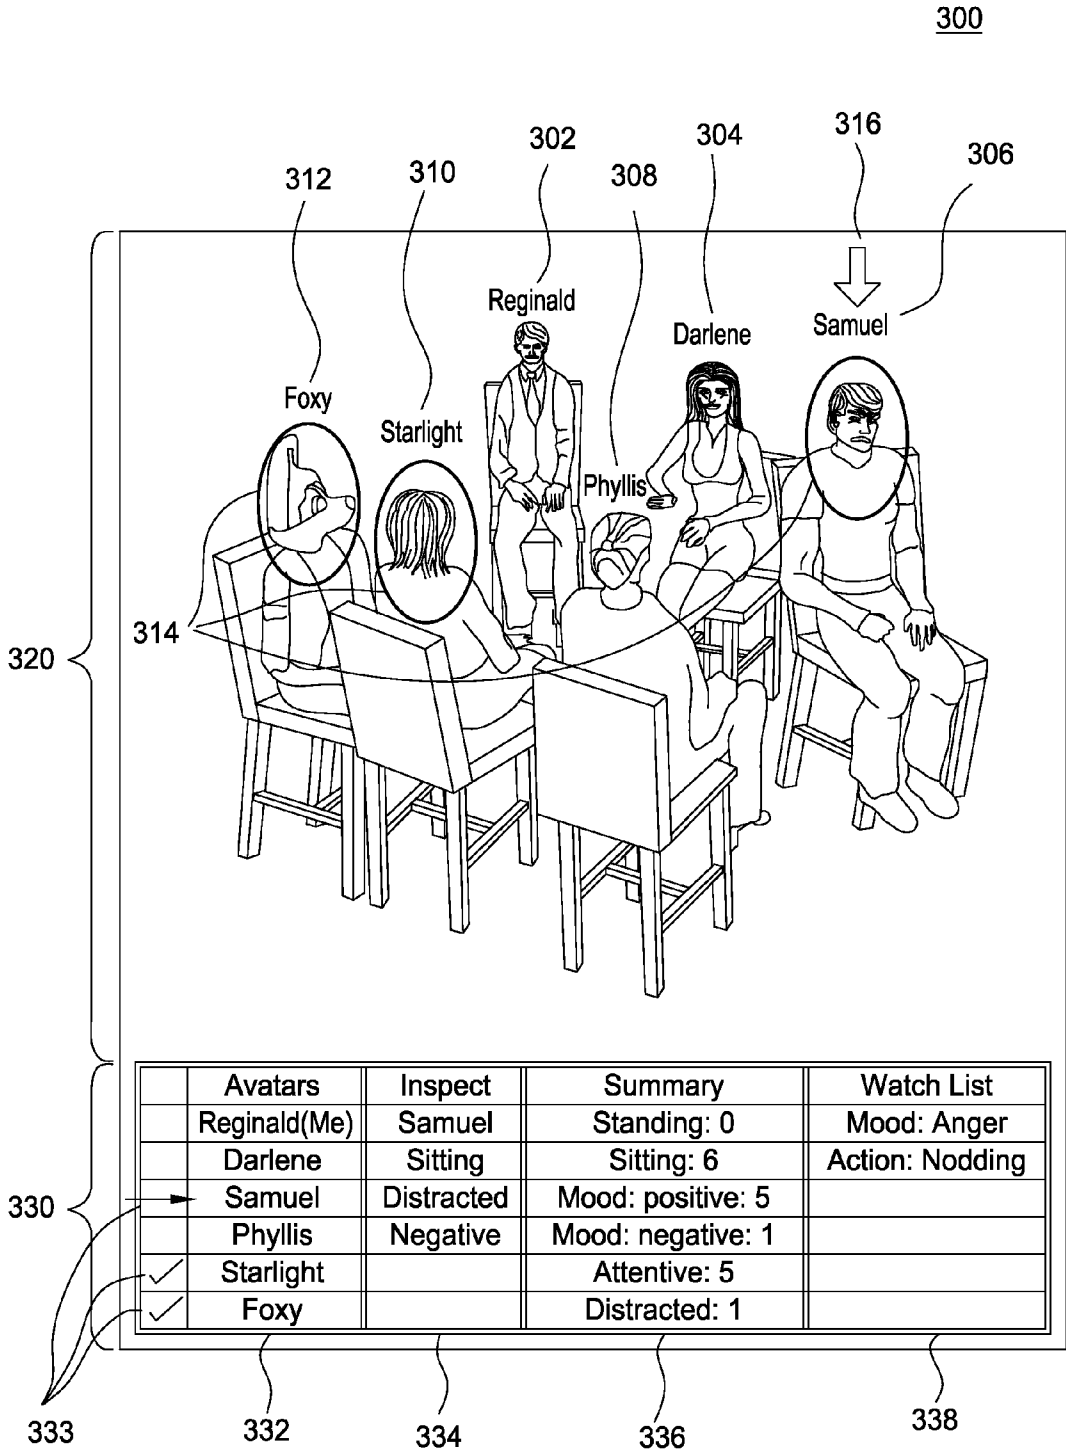 300
302
304
316
306
312
310
308
Reginald
Darlene
Samuel
Foxy
Starlight
Phyllis
314
320
Avatars Inspect Summary Watch List
Reginald(Me) Samuel Standing: 0 Mood: Anger
Darlene Sitting Sitting: 6 Action: Nodding
Samuel Distracted Mood: positive: 5
Phyllis Negative Mood: negative: 1
Starlight Attentive: 5
Foxy Distracted: 1
330
333
332
334
336
338